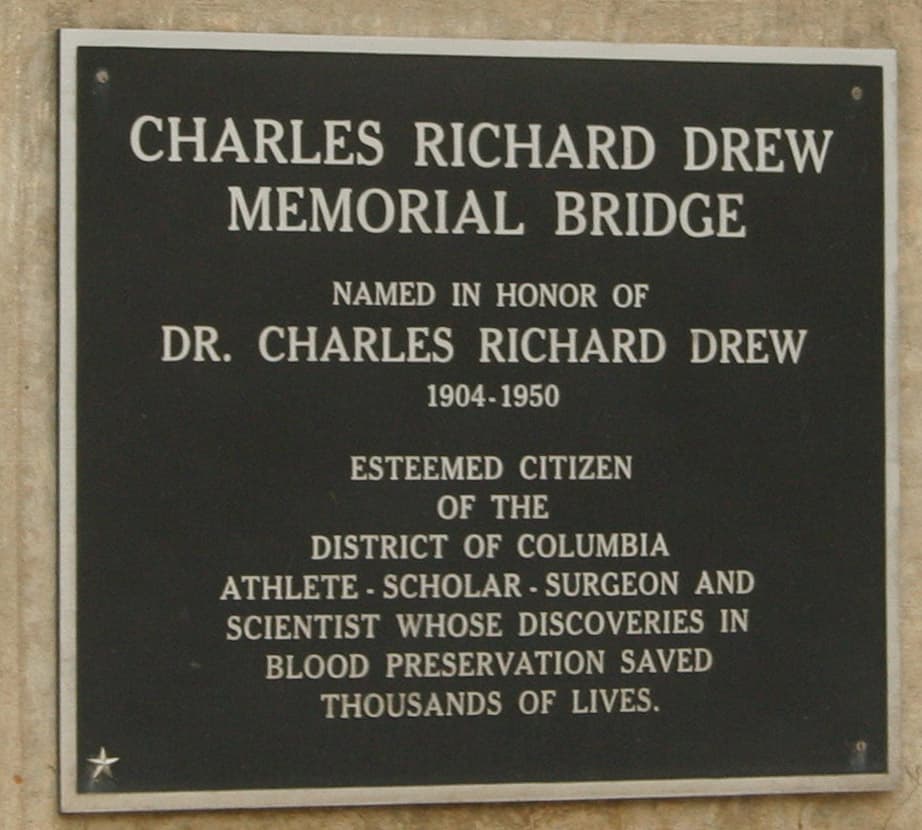 CHARLES RICHARD DREW
MEMORIAL BRIDGE
NAMED IN HONOR OF
DR. CHARLES RICHARD DREW
1904-1950
ESTEEMED CITIZEN
OF THE
DISTRICT OF COLUMBIA
ATHLETE - SCHOLAR - SURGEON AND
SCIENTIST WHOSE DISCOVERIES IN
BLOOD PRESERVATION SAVED
THOUSANDS OF LIVES.